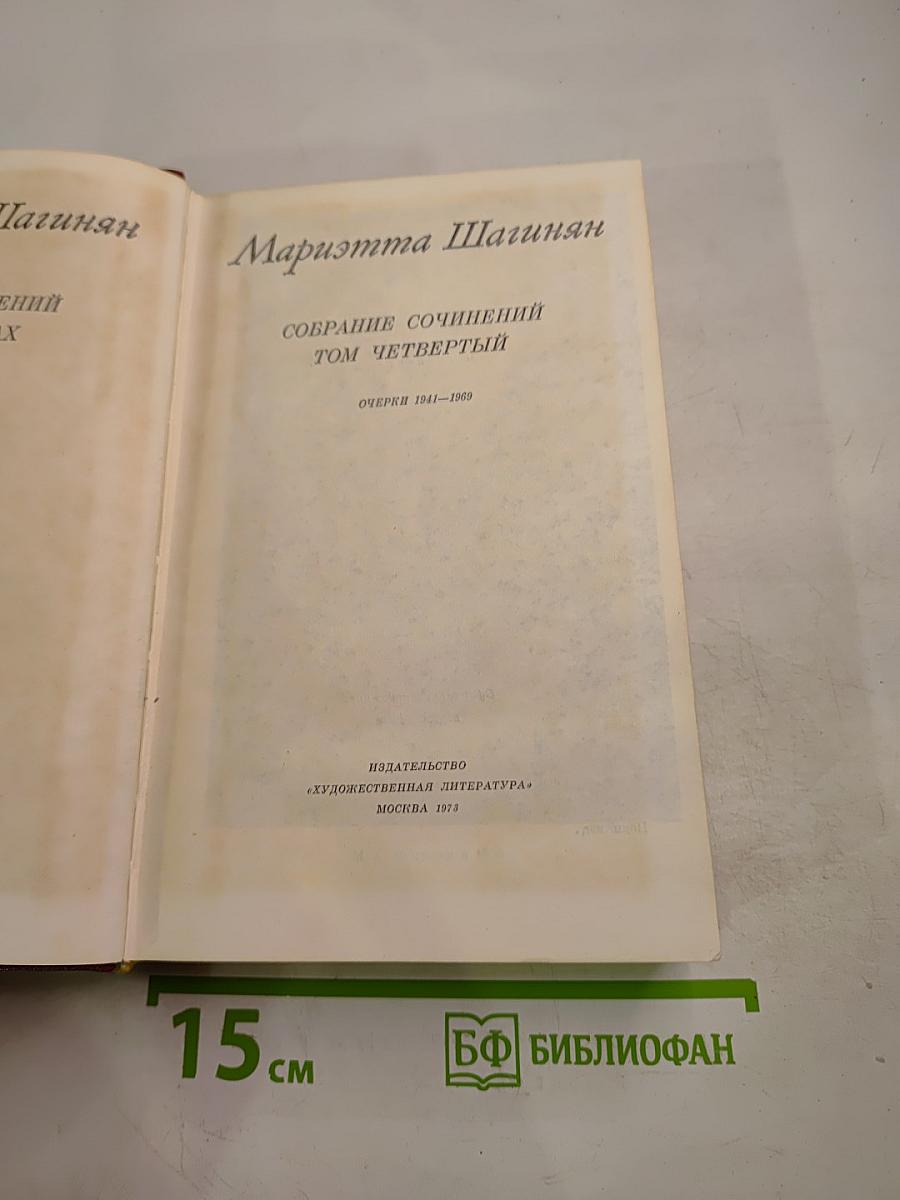 Шагинян
ЕНИЙ
АХ
Мариэтта Шагинян
СОБРАНИЕ СОЧИНЕНИЙ
ТОМ ЧЕТВЕРТЫЙ
ОЧЕРКИ 1941—1969
ИЗДАТЕЛЬСТВО
«ХУДОЖЕСТВЕННАЯ ЛИТЕРАТУРА»
МОСКВА 1973
15 см
БФ БИБЛИОФАН